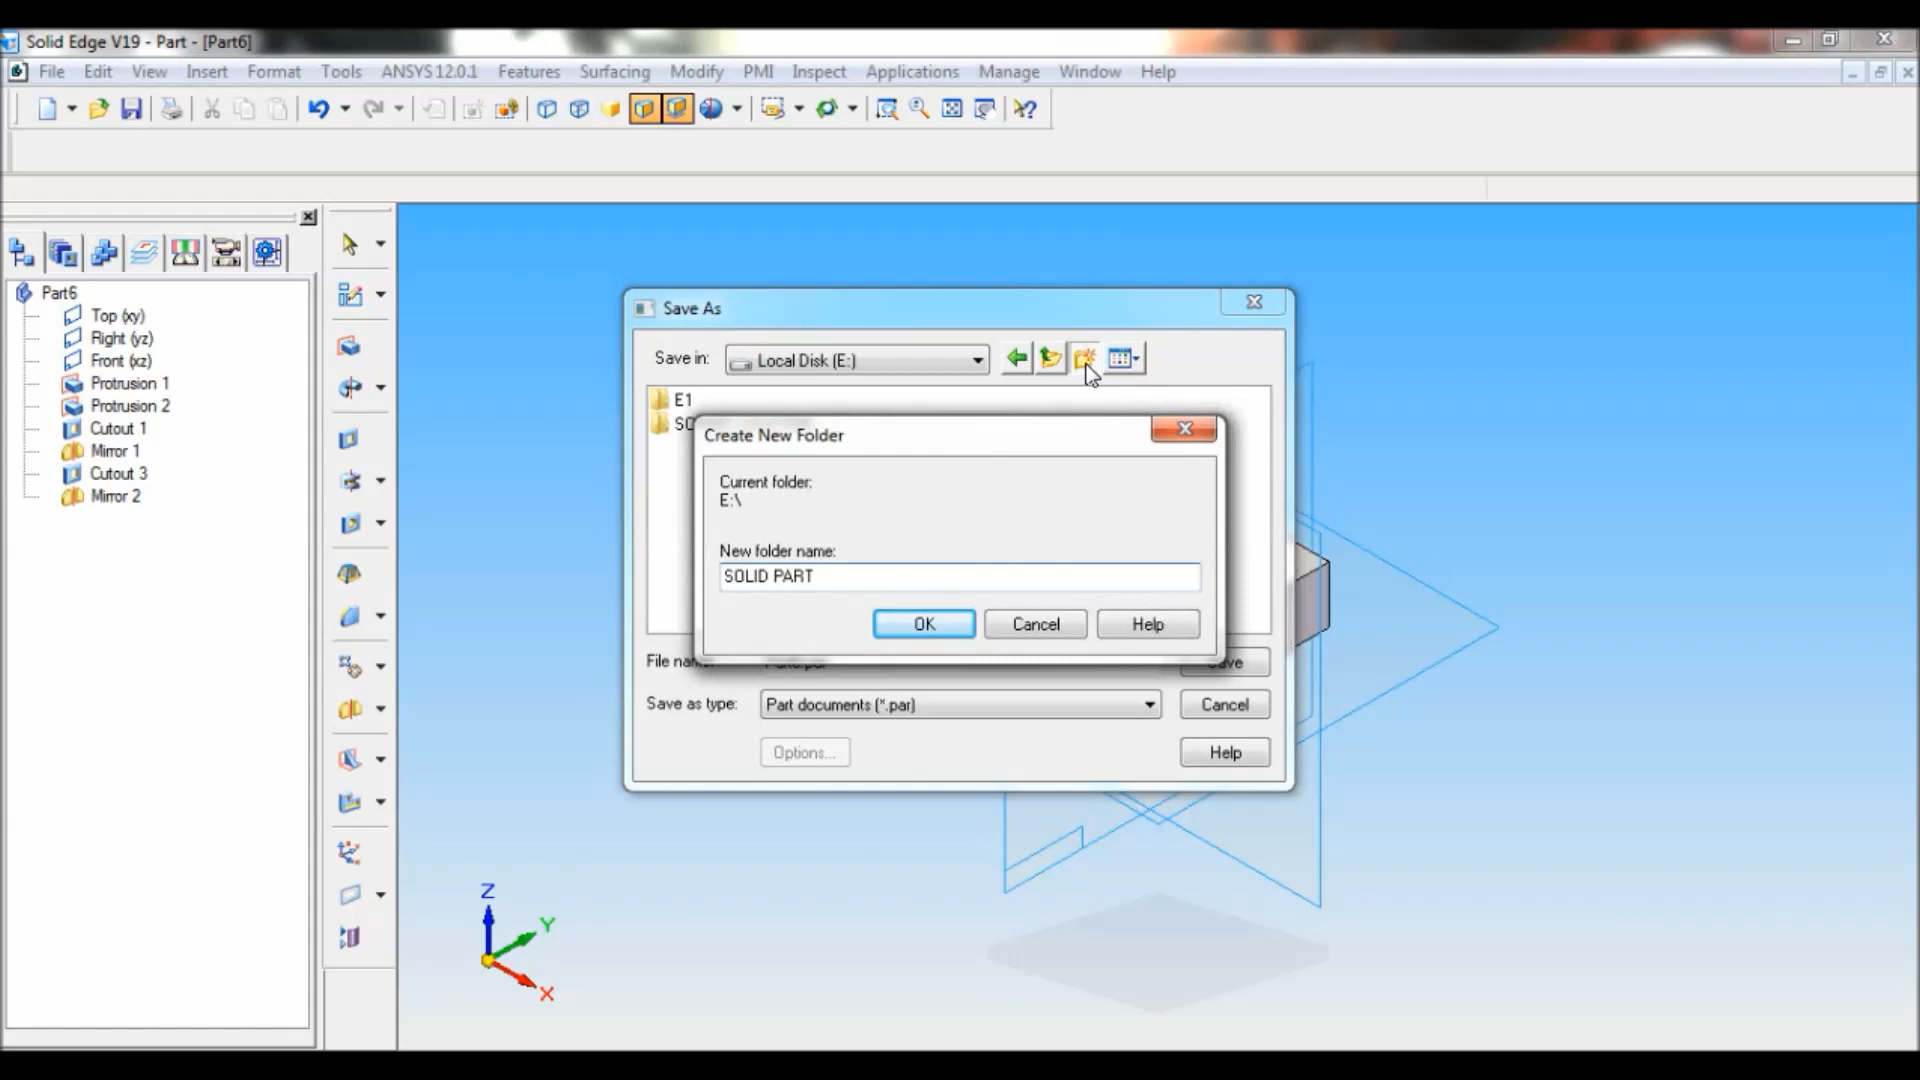 Solid Edge V19 - Part - [Part6]
File Edit View Insert Format Tools ANSYS 12.0.1 Features Surfacing Modify PMI Inspect Applications Manage Window Help
Part6
Top (xy)
Right (yz)
Front (xz)
Protrusion 1
Protrusion 2
Cutout 1
Mirror 1
Cutout 3
Mirror 2
Save As
Save in: Local Disk (E:)
E1
Create New Folder
Current folder:
E:\
New folder name:
SOLID PART
OK Cancel Help
Save as type: Part documents (*.par) Cancel
Options... Help
Z
Y
X